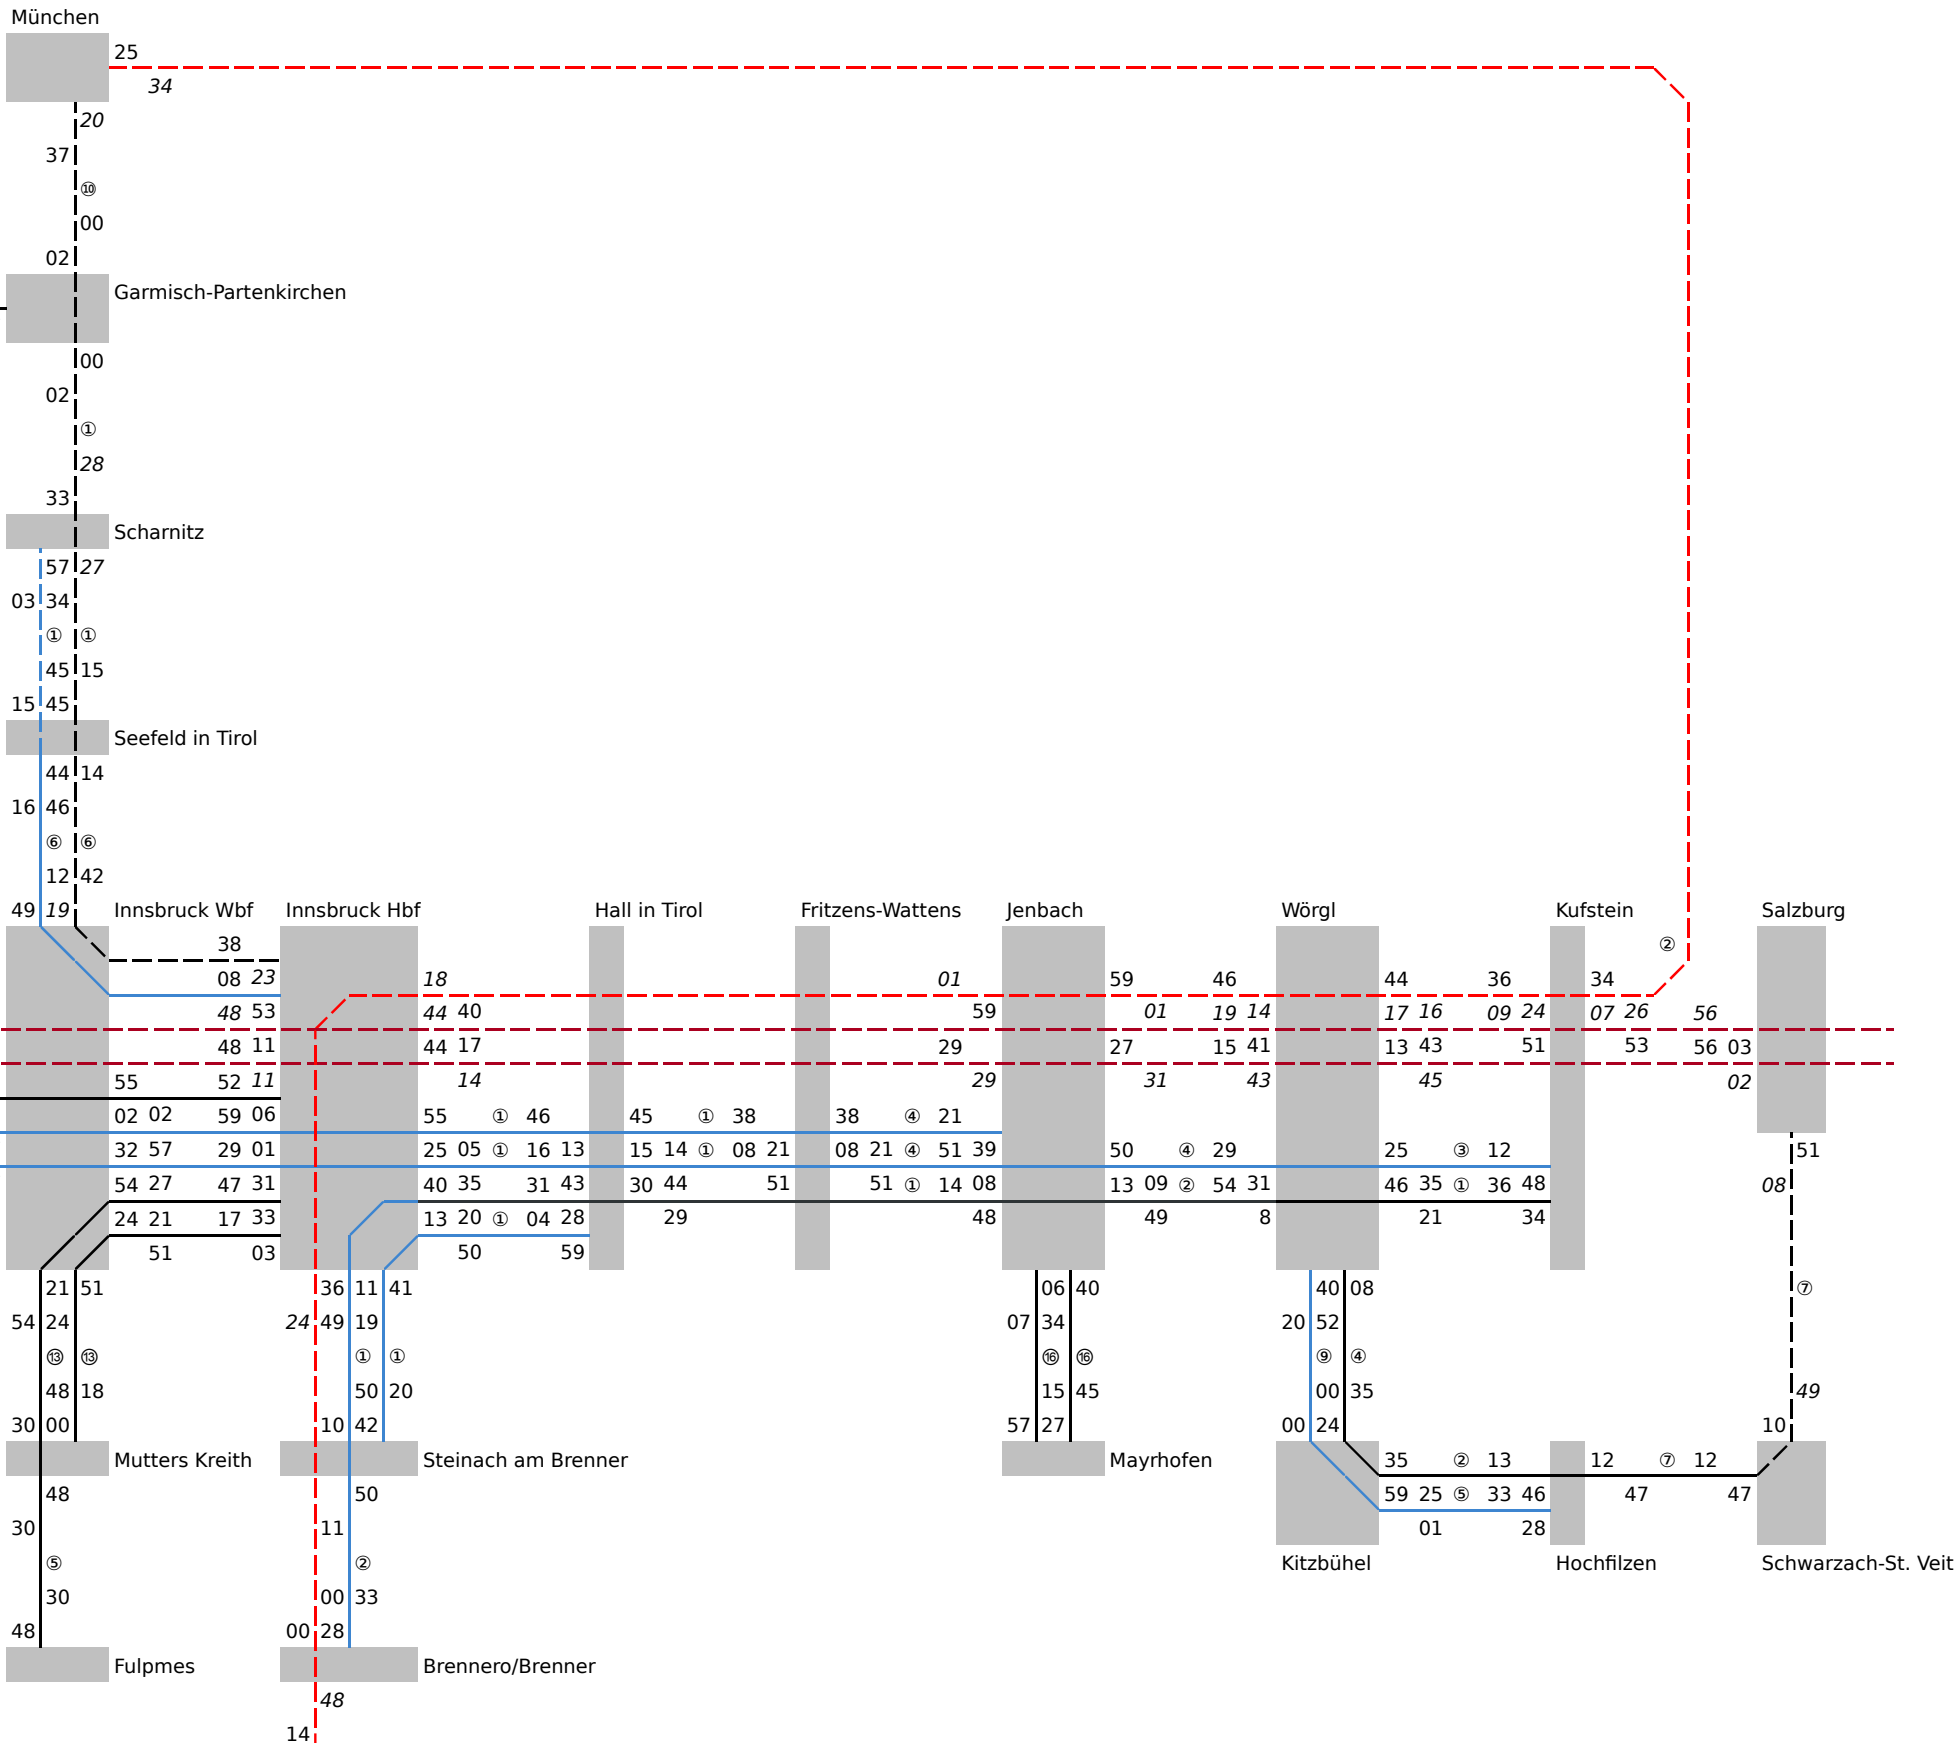 München
25
34
20
37
⑩
00
02
Garmisch-Partenkirchen
00
02
①
28
33
Scharnitz
57 27
03 34
① ①
45 15
15 45
Seefeld in Tirol
44 14
16 46
⑥ ⑥
12 42
49 19 Innsbruck Wbf Innsbruck Hbf Hall in Tirol Fritzens-Wattens Jenbach Wörgl Kufstein Salzburg
38 ②
08 23 18 01 59 46 44 36 34
48 53 44 40 59 01 19 14 17 16 09 24 07 26 56
48 11 44 17 29 27 15 41 13 43 51 53 56 03
55 52 11 14 29 31 43 45 02
02 02 59 06 55 ① 46 45 ① 38 38 ④ 21
32 57 29 01 25 05 ① 16 13 15 14 ① 08 21 08 21 ④ 51 39 50 ④ 29 25 ③ 12 51
54 27 47 31 40 35 31 43 30 44 51 51 ① 14 08 13 09 ② 54 31 46 35 ① 36 48 08
24 21 17 33 13 20 ① 04 28 29 48 49 8 21 34
51 03 50 59
21 51 36 11 41 06 40 40 08 ⑦
54 24 24 49 19 07 34 20 52
⑬ ⑬ ① ① ⑯ ⑯ ⑨ ④
48 18 50 20 15 45 00 35 49
30 00 10 42 57 27 00 24 10
Mutters Kreith Steinach am Brenner Mayrhofen 35 ② 13 12 ⑦ 12
48 50 59 25 ⑤ 33 46 47 47
30 11 01 28
⑤ ② Kitzbühel Hochfilzen Schwarzach-St. Veit
30 00 33
48 00 28
Fulpmes Brennero/Brenner
48
14